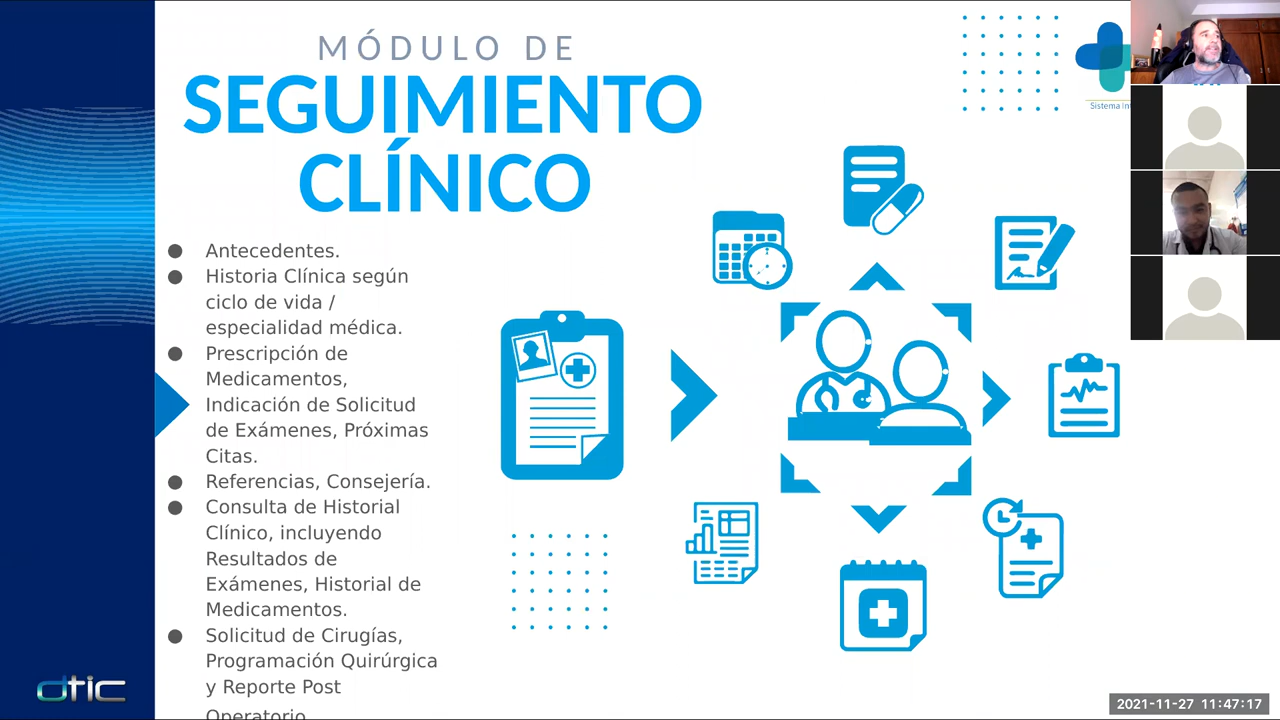 MÓDULO DE
SEGUIMIENTO
CLÍNICO
Sistema Int
● Antecedentes.
● Historia Clínica según
ciclo de vida /
especialidad médica.
● Prescripción de
Medicamentos,
Indicación de Solicitud
de Exámenes, Próximas
Citas.
● Referencias, Consejería.
● Consulta de Historial
Clínico, incluyendo
Resultados de
Exámenes, Historial de
Medicamentos.
● Solicitud de Cirugías,
Programación Quirúrgica
y Reporte Post
Operatorio
dtic
2021-11-27 11:47:17